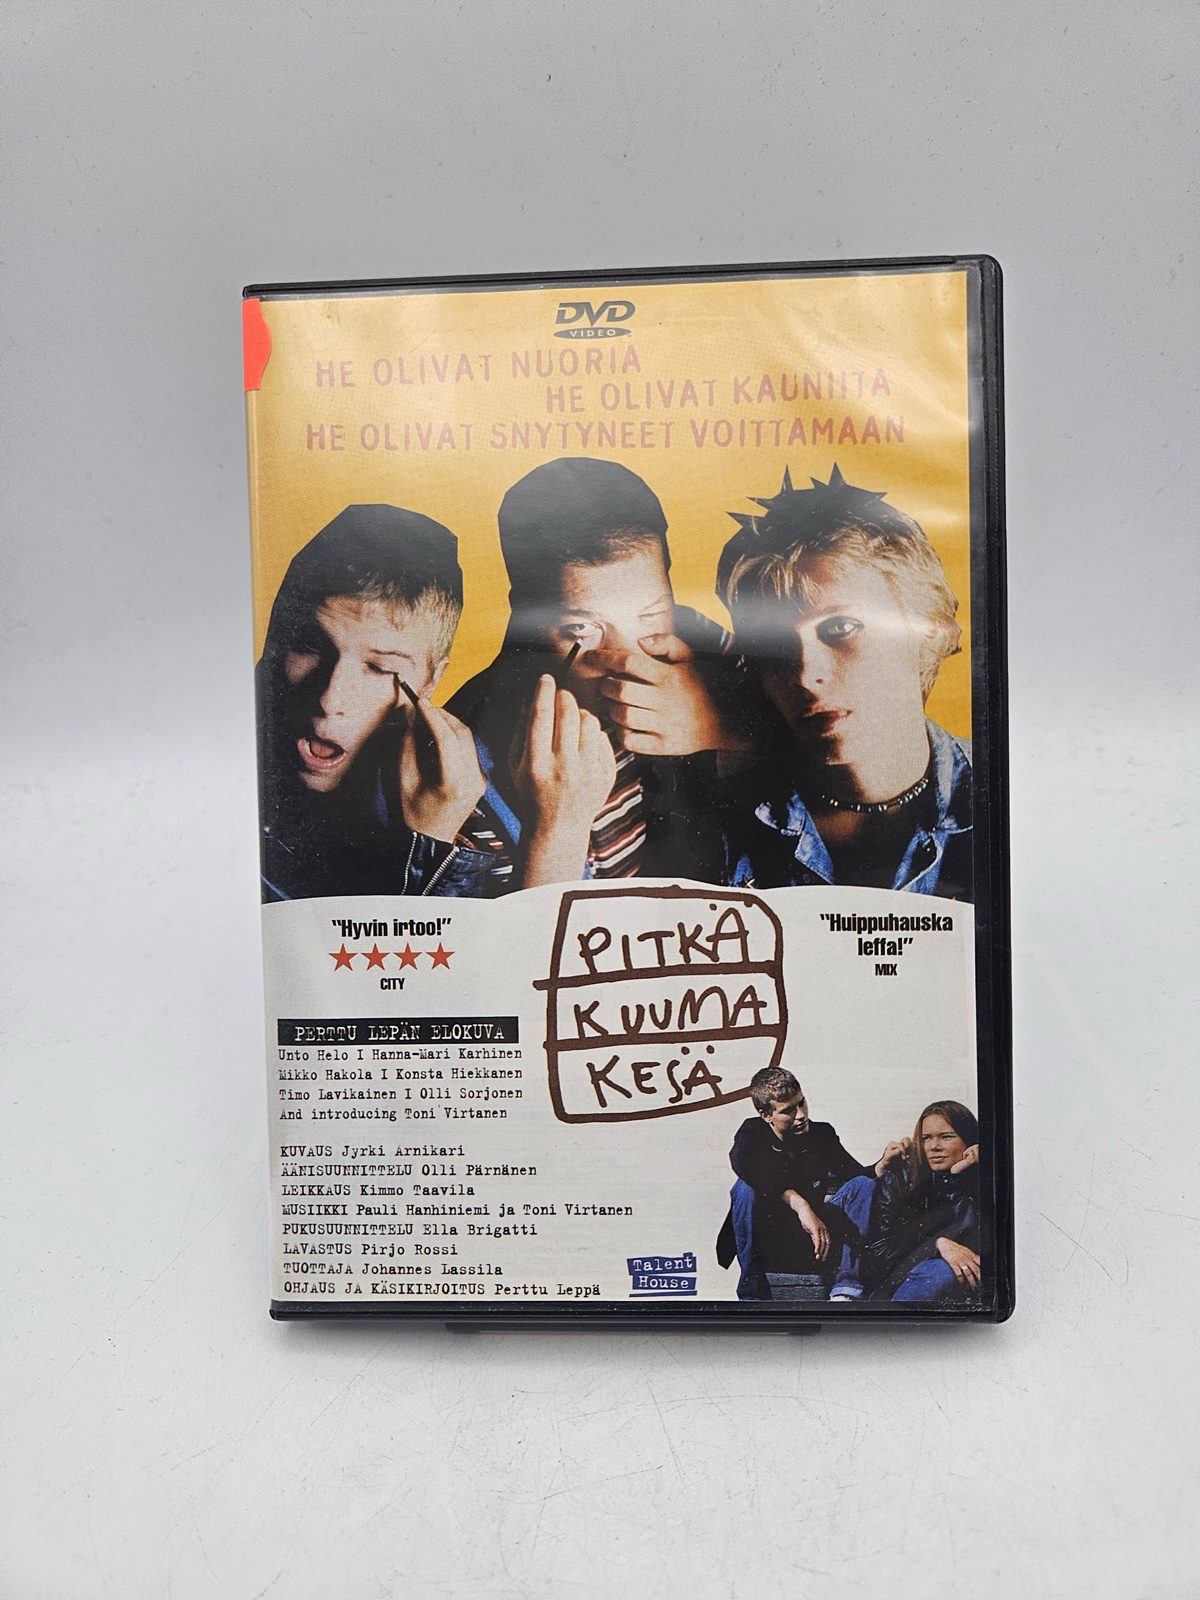 DVD
VIDEO
HE OLIVAT NUORIA
HE OLIVAT KAUNIITA
HE OLIVAT SNYTYNEET VOITTAMAAN
"Hyvin irtoo!"
CITY
"Huippuhauska
leffa!"
MIX
PITKÄ
KUUMA
KESÄ
PERTTU LEPÄN ELOKUVA
Unto Helo I Hanna-Mari Karhinen
Mikko Hakola I Konsta Hiekkanen
Timo Lavikainen I Olli Sorjonen
And introducing Toni Virtanen
KUVAUS Jyrki Arnikari
ÄÄNISUUNNITTELU Olli Pärnänen
LEIKKAUS Kimmo Taavila
MUSIIKKI Pauli Hanhiniemi ja Toni Virtanen
PUKUSUUNNITTELU Ella Brigatti
LAVASTUS Pirjo Rossi
TUOTTAJA Johannes Lassila
OHJAUS JA KÄSIKIRJOITUS Perttu Leppä
Talent
House